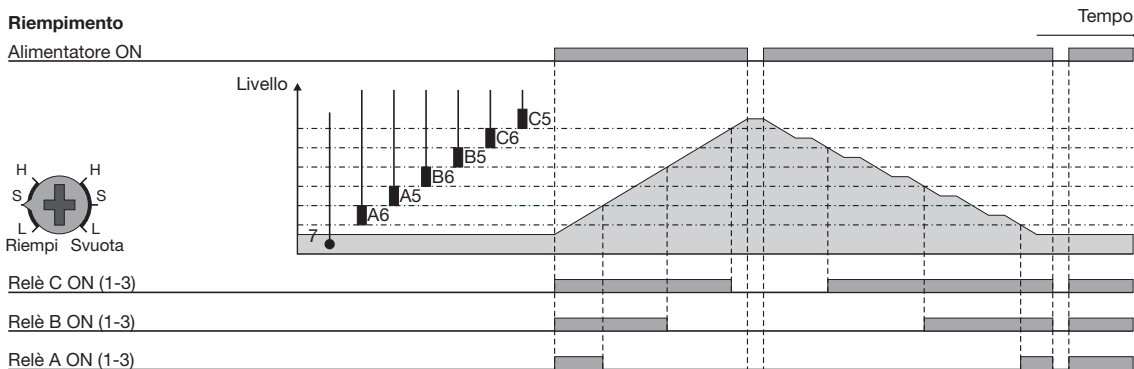 Riempimento
Tempo
Alimentatore ON
Livello
C5
C6
B5
B6
A5
A6
7
H H
S S
L L
Riempi Svuota
Relè C ON (1-3)
Relè B ON (1-3)
Relè A ON (1-3)